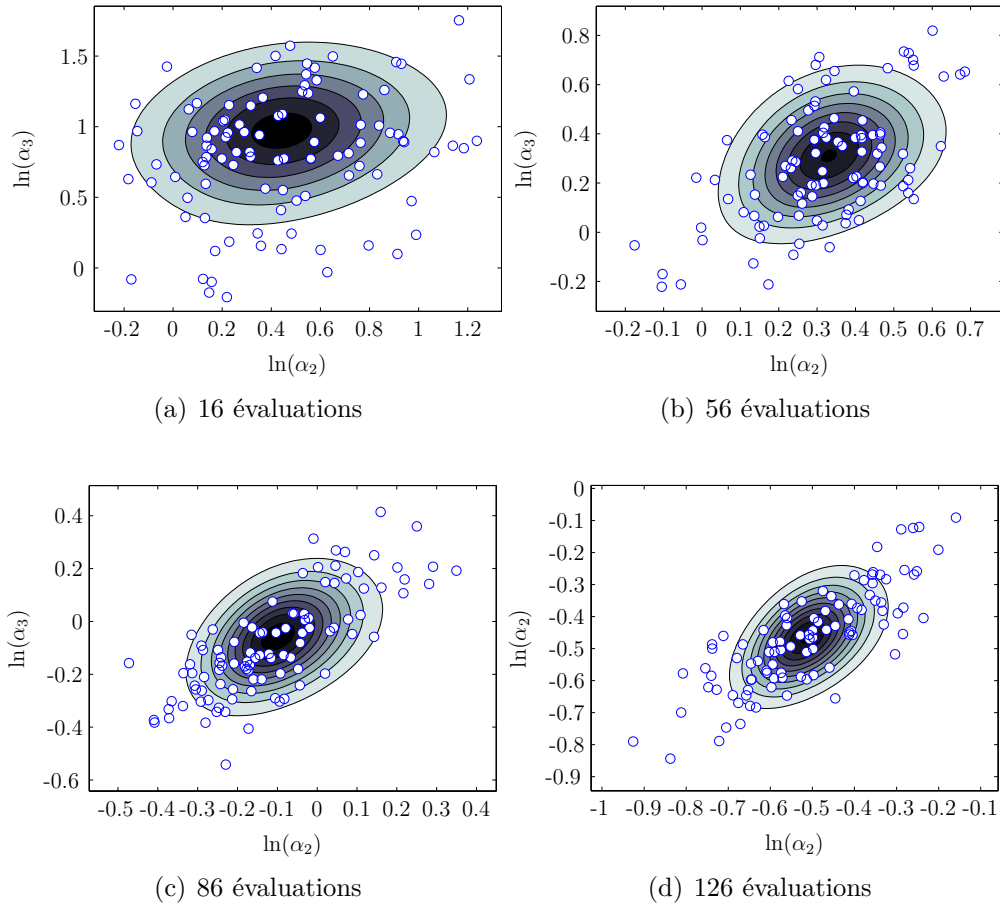 1.5
1
0.5
0
ln(α₃)
-0.2 0 0.2 0.4 0.6 0.8 1 1.2
ln(α₂)
(a) 16 évaluations
0.8
0.6
0.4
0.2
0
-0.2
ln(α₃)
-0.2 -0.1 0 0.1 0.2 0.3 0.4 0.5 0.6 0.7
ln(α₂)
(b) 56 évaluations
0.4
0.2
0
-0.2
-0.4
-0.6
ln(α₃)
-0.5 -0.4 -0.3 -0.2 -0.1 0 0.1 0.2 0.3 0.4
ln(α₂)
(c) 86 évaluations
0
-0.1
-0.2
-0.3
-0.4
-0.5
-0.6
-0.7
-0.8
-0.9
ln(α₂)
-1 -0.9 -0.8 -0.7 -0.6 -0.5 -0.4 -0.3 -0.2 -0.1
ln(α₂)
(d) 126 évaluations